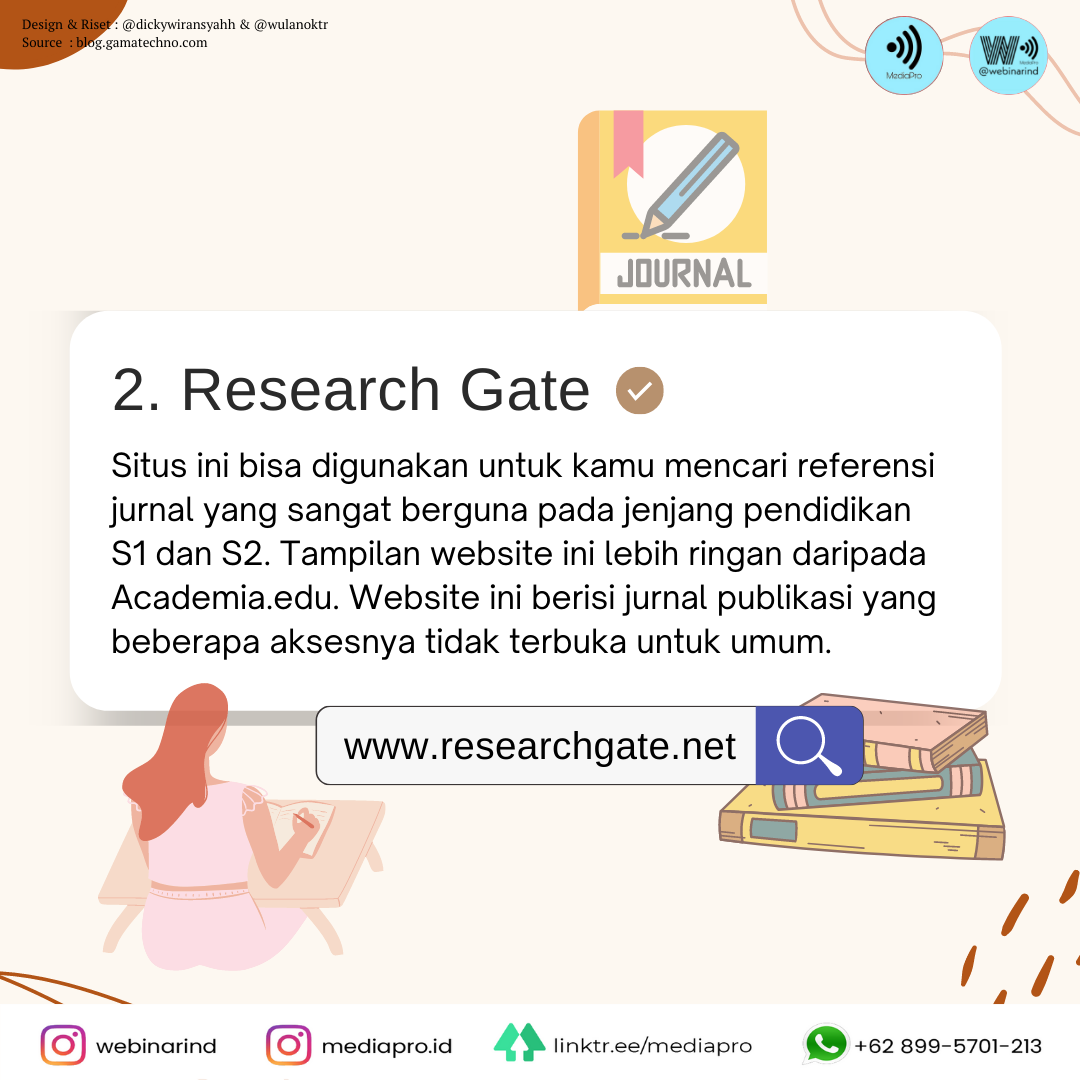 Design & Riset : @dickywiransyahh & @wulanoktr
Source : blog.gamatechno.com
MediaPro
W
@webinarind
JOURNAL
2. Research Gate
Situs ini bisa digunakan untuk kamu mencari referensi
jurnal yang sangat berguna pada jenjang pendidikan
S1 dan S2. Tampilan website ini lebih ringan daripada
Academia.edu. Website ini berisi jurnal publikasi yang
beberapa aksesnya tidak terbuka untuk umum.
www.researchgate.net
webinarind
mediapro.id
linktr.ee/mediapro
+62 899-5701-213